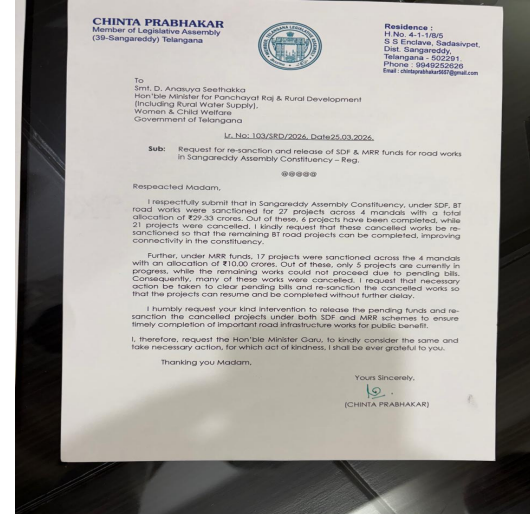 CHINTA PRABHAKAR
Member of Legislative Assembly
(39-Sangareddy) Telangana
Residence :
H.No. 4-1-1/8/5
S S Enclave, Sadasivpet,
Dist. Sangareddy,
Telangana - 502291.
Phone : 9949252626
Email : chintaprabhakar5657@gmail.com
To
Smt. D. Anasuya Seethakka
Hon'ble Minister for Panchayat Raj & Rural Development
(Including Rural Water Supply),
Women & Child Welfare
Government of Telangana
Lr. No: 103/SRD/2026, Date25.03.2026.
Sub: Request for re-sanction and release of SDF & MRR funds for road works
in Sangareddy Assembly Constituency – Reg.
@@@@@
Respeacted Madam,
I respectfully submit that in Sangareddy Assembly Constituency, under SDF, BT
road works were sanctioned for 27 projects across 4 mandals with a total
allocation of ₹29.33 crores. Out of these, 6 projects have been completed, while
21 projects were cancelled. I kindly request that these cancelled works be re-
sanctioned so that the remaining BT road projects can be completed, improving
connectivity in the constituency.
Further, under MRR funds, 17 projects were sanctioned across the 4 mandals
with an allocation of ₹10.00 crores. Out of these, only 5 projects are currently in
progress, while the remaining works could not proceed due to pending bills.
Consequently, many of these works were cancelled. I request that necessary
action be taken to clear pending bills and re-sanction the cancelled works so
that the projects can resume and be completed without further delay.
I humbly request your kind intervention to release the pending funds and re-
sanction the cancelled projects under both SDF and MRR schemes to ensure
timely completion of important road infrastructure works for public benefit.
I, therefore, request the Hon'ble Minister Garu, to kindly consider the same and
take necessary action, for which act of kindness, I shall be ever grateful to you.
Thanking you Madam,
Yours Sincerely,
(CHINTA PRABHAKAR)